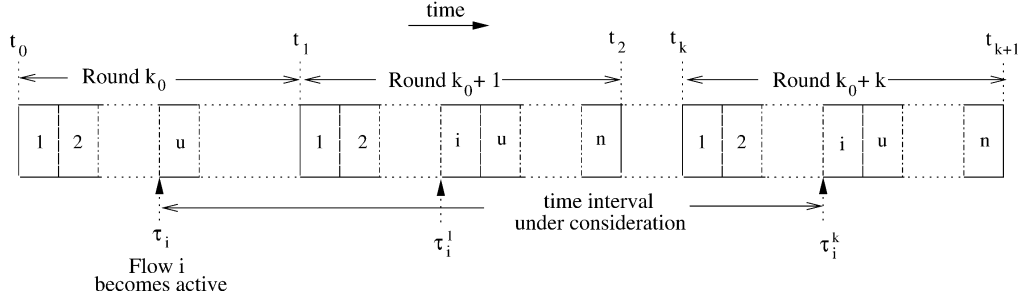 time
t0 t1 t2 tk tk+1
Round k0 Round k0+ 1 Round k0+ k
1 2 u 1 2 i u n 1 2 i u n
time interval
under consideration
τi τi1 τik
Flow i
becomes active